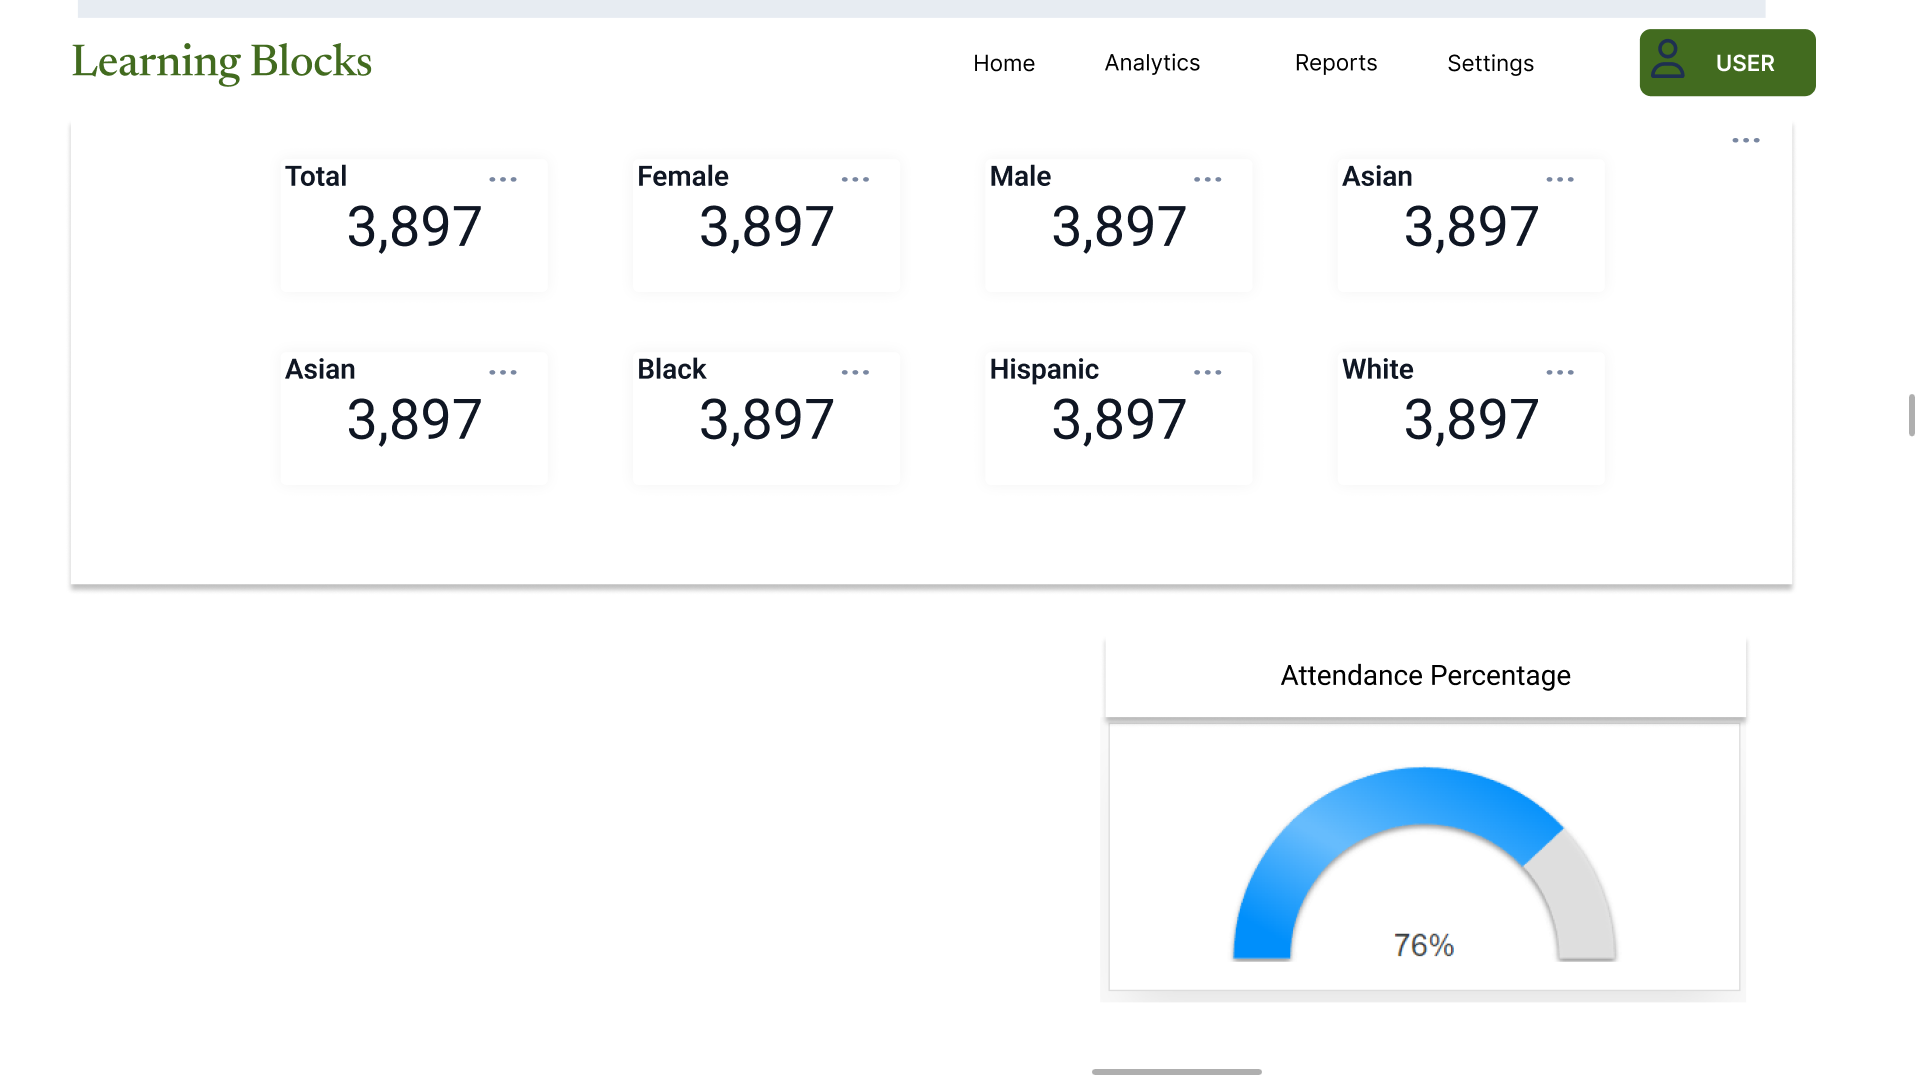 Learning Blocks
Home Analytics Reports Settings USER
Total Female Male Asian
3,897 3,897 3,897 3,897
Asian Black Hispanic White
3,897 3,897 3,897 3,897
Attendance Percentage
76%